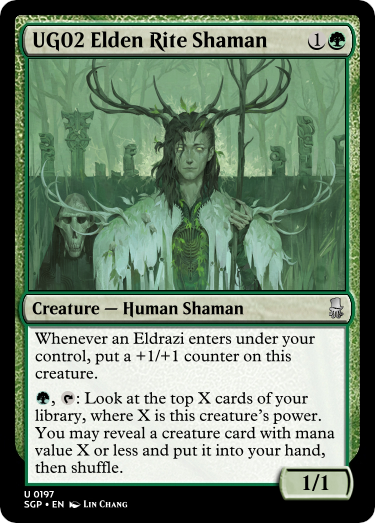 UG02 Elden Rite Shaman 1
Creature — Human Shaman
Whenever an Eldrazi enters under your
control, put a +1/+1 counter on this
creature.
, : Look at the top X cards of your
library, where X is this creature's power.
You may reveal a creature card with mana
value X or less and put it into your hand,
then shuffle.
1/1
U 0197
SGP • EN Lin Chang